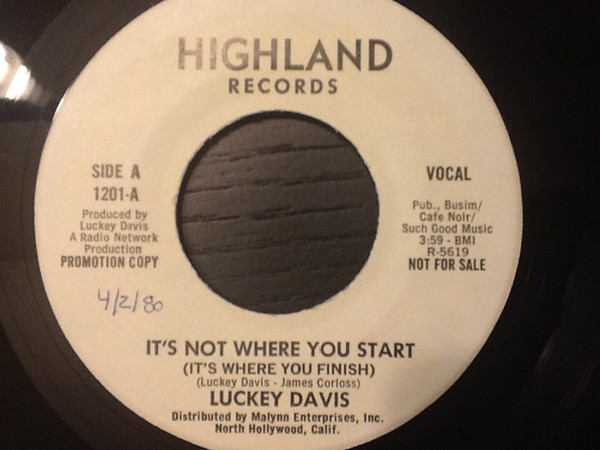 HIGHLAND
RECORDS
SIDE A
1201-A
Produced by
Luckey Davis
A Radio Network
Production
PROMOTION COPY
4/2/80
VOCAL
Pub., Busim/
Cafe Noir/
Such Good Music
3:59 - BMI
R-5619
NOT FOR SALE
IT'S NOT WHERE YOU START
(IT'S WHERE YOU FINISH)
(Luckey Davis - James Corloss)
LUCKEY DAVIS
Distributed by Malynn Enterprises, Inc.
North Hollywood, Calif.